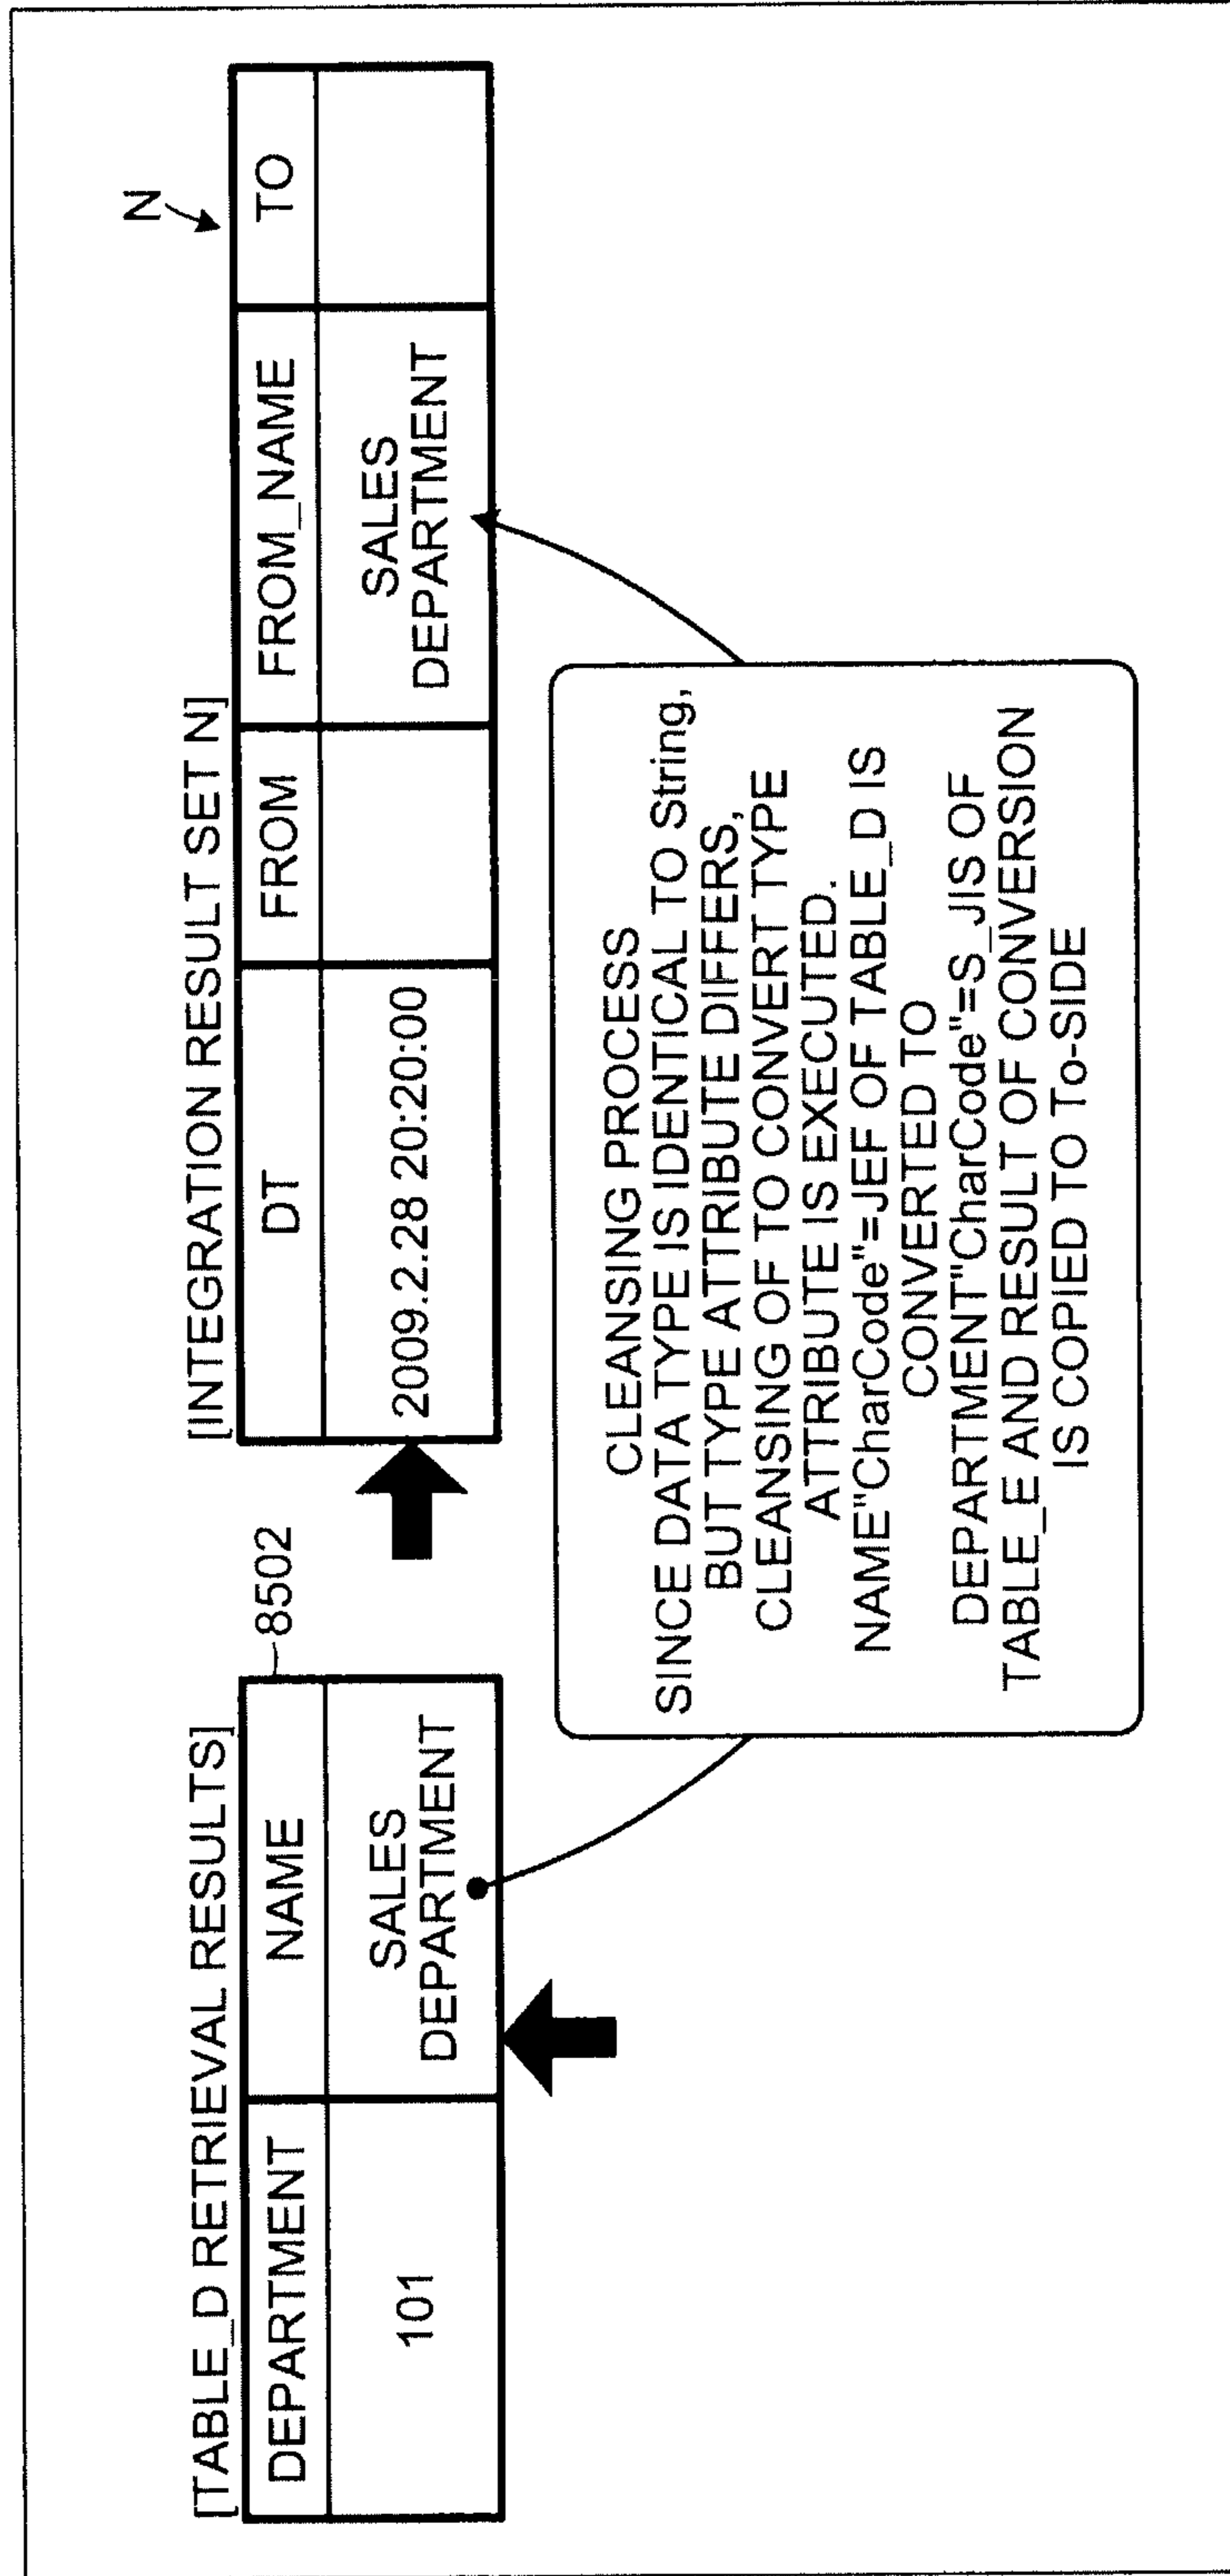 [TABLE_D RETRIEVAL RESULTS]
8502
DEPARTMENT
NAME
101
SALES
DEPARTMENT
[INTEGRATION RESULT SET N]
N
DT
FROM
FROM_NAME
TO
2009.2.28 20:20:00
SALES
DEPARTMENT
CLEANSING PROCESS
SINCE DATA TYPE IS IDENTICAL TO String,
BUT TYPE ATTRIBUTE DIFFERS,
CLEANSING OF TO CONVERT TYPE
ATTRIBUTE IS EXECUTED.
NAME"CharCode"=JEF OF TABLE_D IS
CONVERTED TO
DEPARTMENT"CharCode"=S_JIS OF
TABLE_E AND RESULT OF CONVERSION
IS COPIED TO To-SIDE